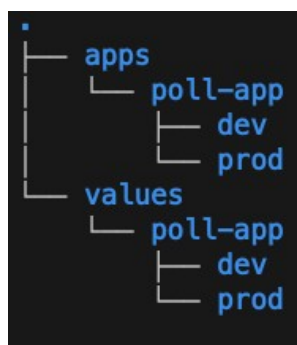 .
├── apps
│   └── poll-app
│       ├── dev
│       └── prod
└── values
    └── poll-app
        ├── dev
        └── prod